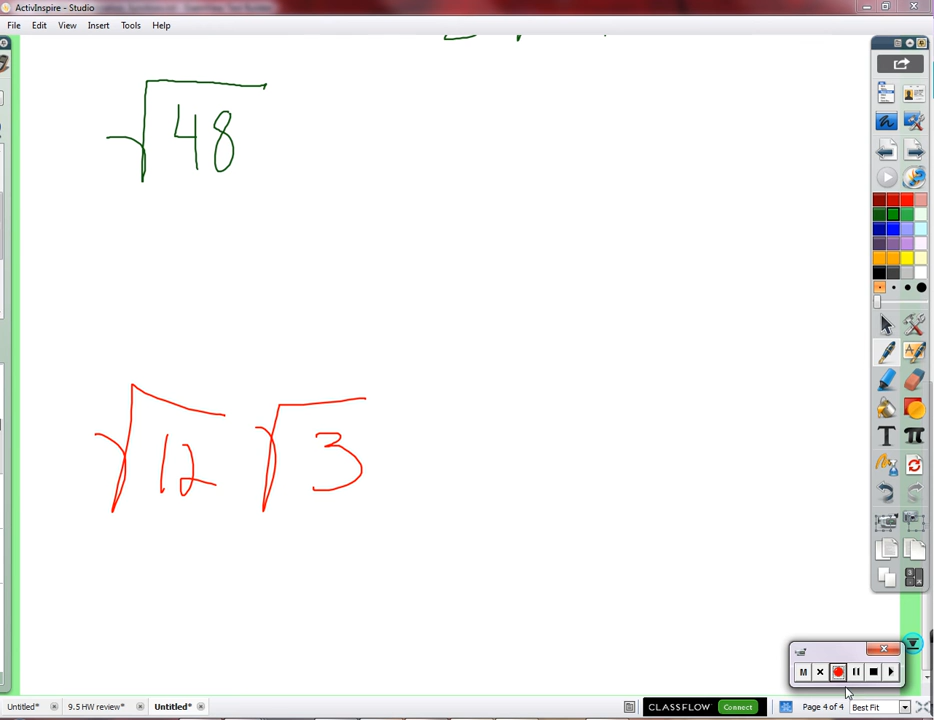 ActivInspire - Studio
File Edit View Insert Tools Help
√48
√12 √3
M
Untitled* 9.5 HW review* Untitled* CLASSFLOW Connect Page 4 of 4 Best Fit